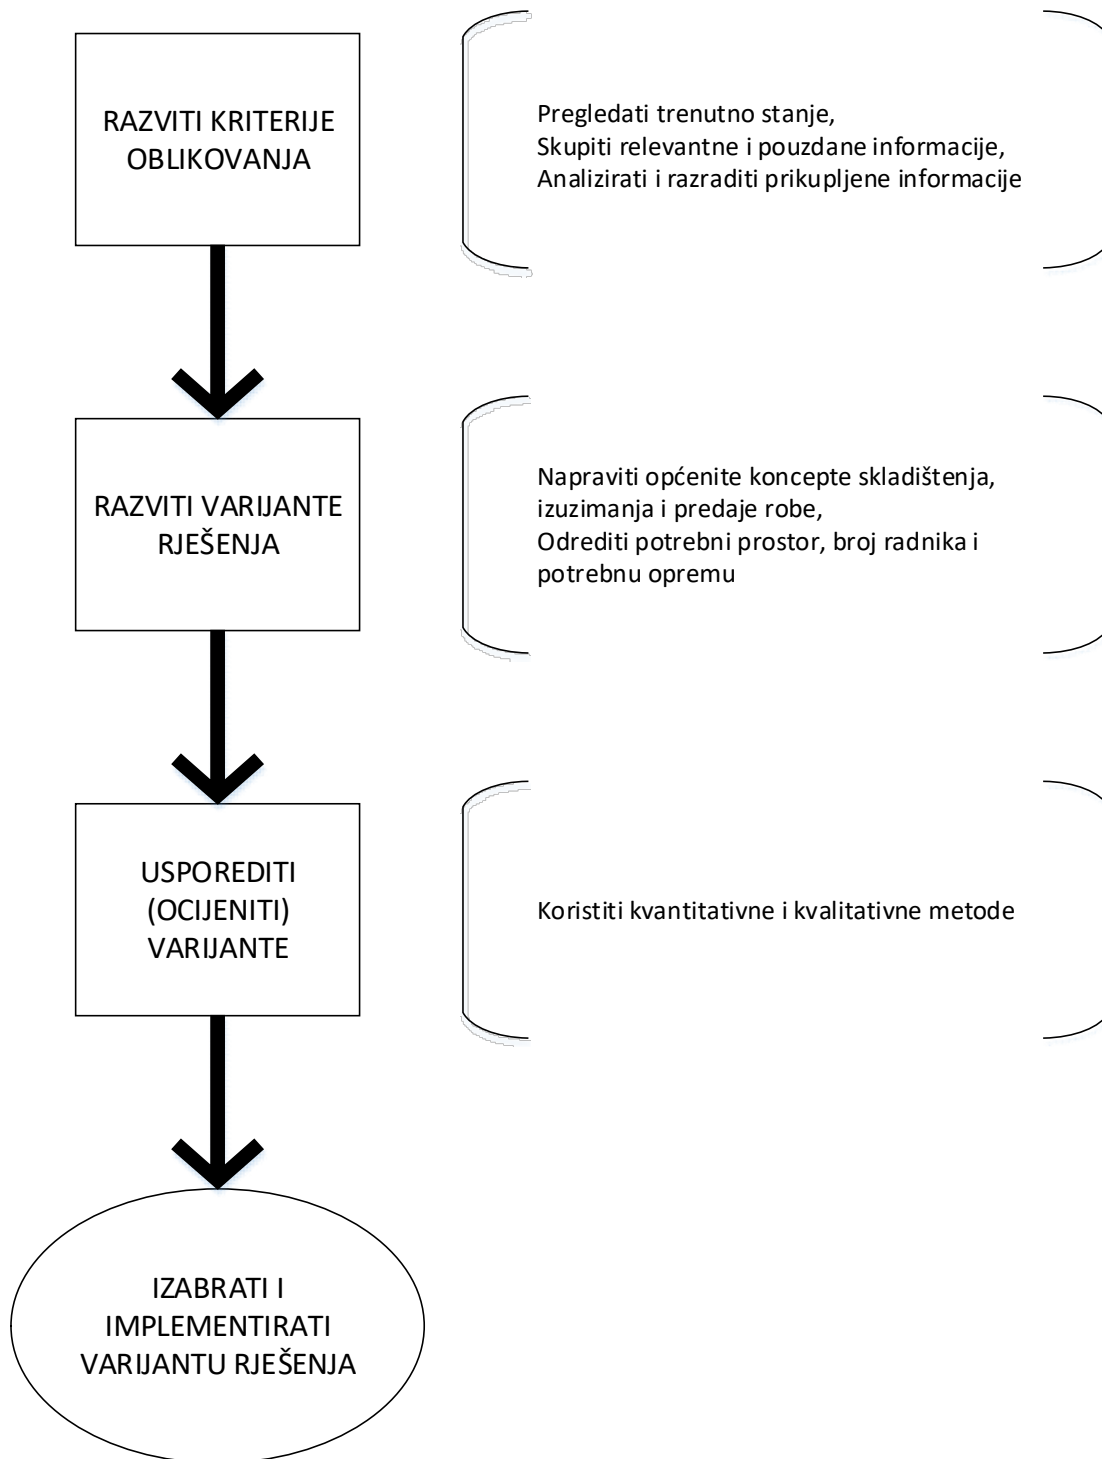 RAZVITI KRITERIJE
OBLIKOVANJA
Pregledati trenutno stanje,
Skupiti relevantne i pouzdane informacije,
Analizirati i razraditi prikupljene informacije
RAZVITI VARIJANTE
RJEŠENJA
Napraviti općenite koncepte skladištenja,
izuzimanja i predaje robe,
Odrediti potrebni prostor, broj radnika i
potrebnu opremu
USPOREDITI
(OCIJENITI)
VARIJANTE
Koristiti kvantitativne i kvalitativne metode
IZABRATI I
IMPLEMENTIRATI
VARIJANTU RJEŠENJA